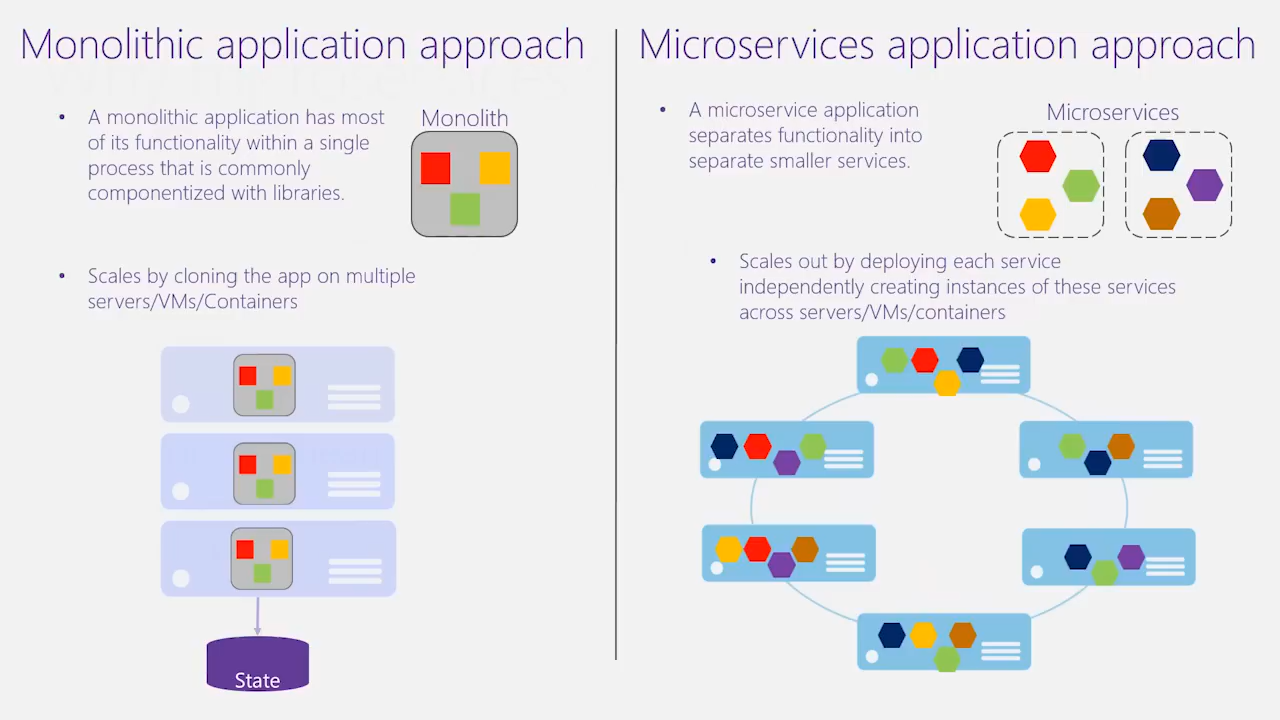 Monolithic application approach
• A monolithic application has most
of its functionality within a single
process that is commonly
componentized with libraries.
Monolith
• Scales by cloning the app on multiple
servers/VMs/Containers
State
Microservices application approach
• A microservice application
separates functionality into
separate smaller services.
Microservices
• Scales out by deploying each service
independently creating instances of these services
across servers/VMs/containers